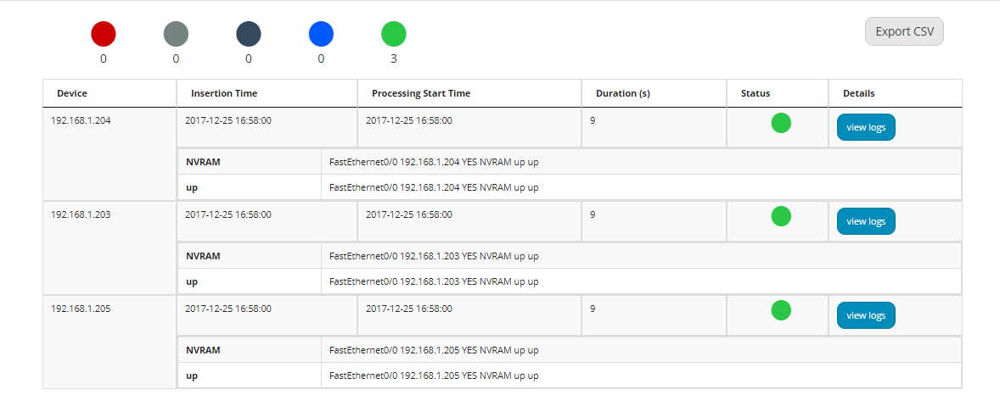 Export CSV
0 0 0 0 3
Device Insertion Time Processing Start Time Duration (s) Status Details
192.168.1.204 2017-12-25 16:58:00 2017-12-25 16:58:00 9 view logs
NVRAM FastEthernet0/0 192.168.1.204 YES NVRAM up up
up FastEthernet0/0 192.168.1.204 YES NVRAM up up
192.168.1.203 2017-12-25 16:58:00 2017-12-25 16:58:00 9 view logs
NVRAM FastEthernet0/0 192.168.1.203 YES NVRAM up up
up FastEthernet0/0 192.168.1.203 YES NVRAM up up
192.168.1.205 2017-12-25 16:58:00 2017-12-25 16:58:00 9 view logs
NVRAM FastEthernet0/0 192.168.1.205 YES NVRAM up up
up FastEthernet0/0 192.168.1.205 YES NVRAM up up